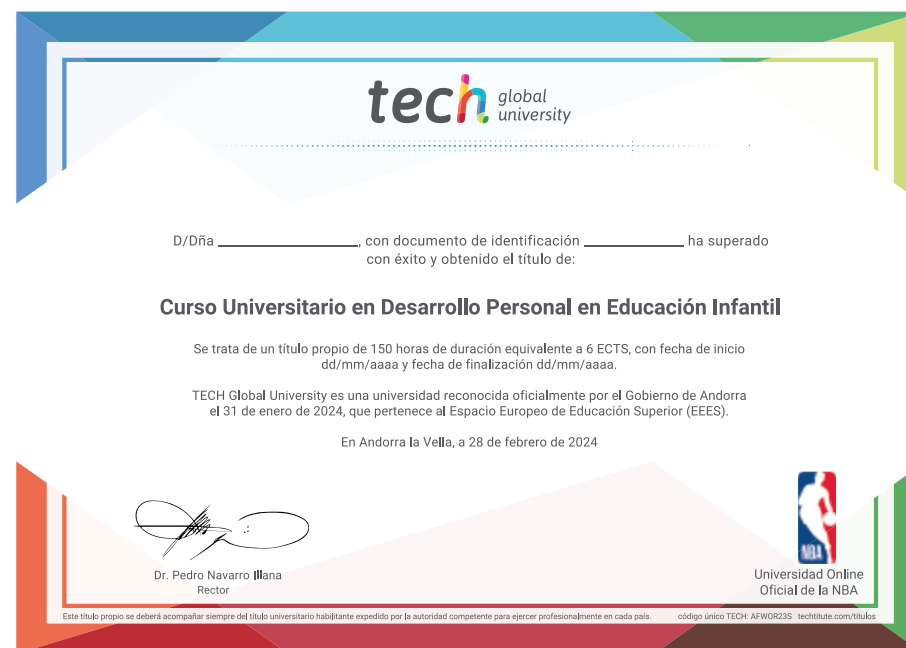 tech global university
D/Dña ____________________, con documento de identificación ______________ ha superado
con éxito y obtenido el título de:
Curso Universitario en Desarrollo Personal en Educación Infantil
Se trata de un título propio de 150 horas de duración equivalente a 6 ECTS, con fecha de inicio
dd/mm/aaaa y fecha de finalización dd/mm/aaaa.
TECH Global University es una universidad reconocida oficialmente por el Gobierno de Andorra
el 31 de enero de 2024, que pertenece al Espacio Europeo de Educación Superior (EEES).
En Andorra la Vella, a 28 de febrero de 2024
Dr. Pedro Navarro Illana
Rector
NBA
Universidad Online
Oficial de la NBA
Este título propio se deberá acompañar siempre del título universitario habilitante expedido por la autoridad competente para ejercer profesionalmente en cada país. código único TECH: AFWOR23S techtitute.com/titulos